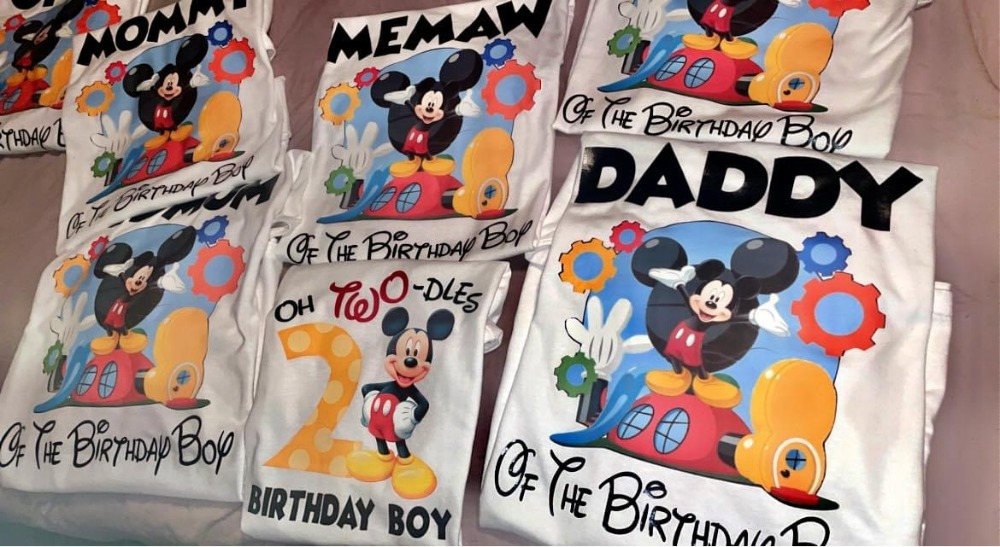 MOMMY
OF THE BIRTHDAY BOY
MEMAW
OF THE BIRTHDAY BOY
OF THE BIRTHDAY BOY
MUM
OF THE BIRTHDAY BOY
OH TWO-DLES
2
BIRTHDAY BOY
DADDY
OF THE BIRTHDAY B